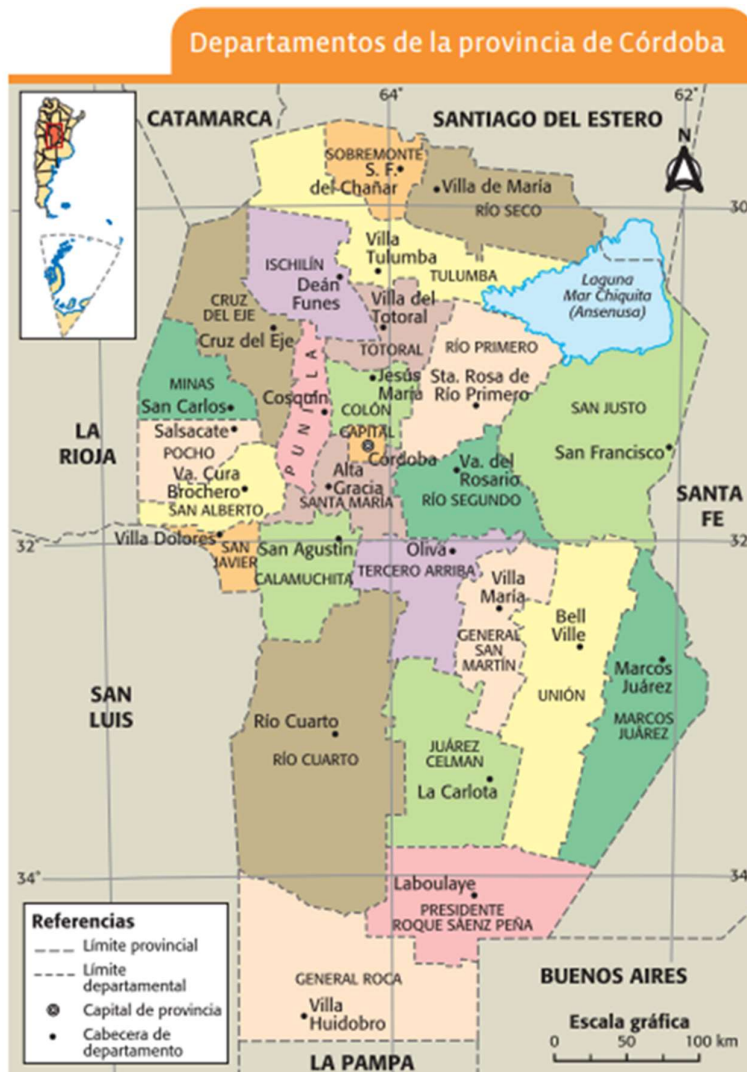 Departamentos de la provincia de Córdoba
64°
62°
CATAMARCA
SANTIAGO DEL ESTERO
N
SOBREMONTE
S. F.
del Chañar
Villa de María
RÍO SECO
30
Villa
Tulumba
TULUMBA
ISCHILÍN
Deán
Funes
Laguna
Mar Chiquita
(Ansenusa)
CRUZ
DEL EJE
Cruz del Eje
Villa del
Totoral
TOTORAL
RÍO PRIMERO
Sta. Rosa de
Río Primero
MINAS
San Carlos
PUNILLA
Cosquín
Jesús
María
COLÓN
SAN JUSTO
San Francisco
LA
RIOJA
Salsacate
POCHO
CAPITAL
Córdoba
Va. Cura
Brochero
SAN ALBERTO
Alta
Gracia
SANTA MARÍA
Va. del
Rosario
RÍO SEGUNDO
SANTA
FE
32°
32
Villa Dolores
SAN
JAVIER
San Agustín
CALAMUCHITA
Oliva
TERCERO ARRIBA
Villa
María
GENERAL
SAN
MARTÍN
Bell
Ville
UNIÓN
Marcos
Juárez
MARCOS
JUÁREZ
SAN
LUIS
Río Cuarto
RÍO CUARTO
JUÁREZ
CELMAN
La Carlota
34°
34
Laboulaye
PRESIDENTE
ROQUE SÁENZ PEÑA
GENERAL ROCA
Villa
Huidobro
BUENOS AIRES
LA PAMPA
Referencias
Límite provincial
Límite
departamental
Capital de provincia
Cabecera de
departamento
Escala gráfica
0 50 100 km